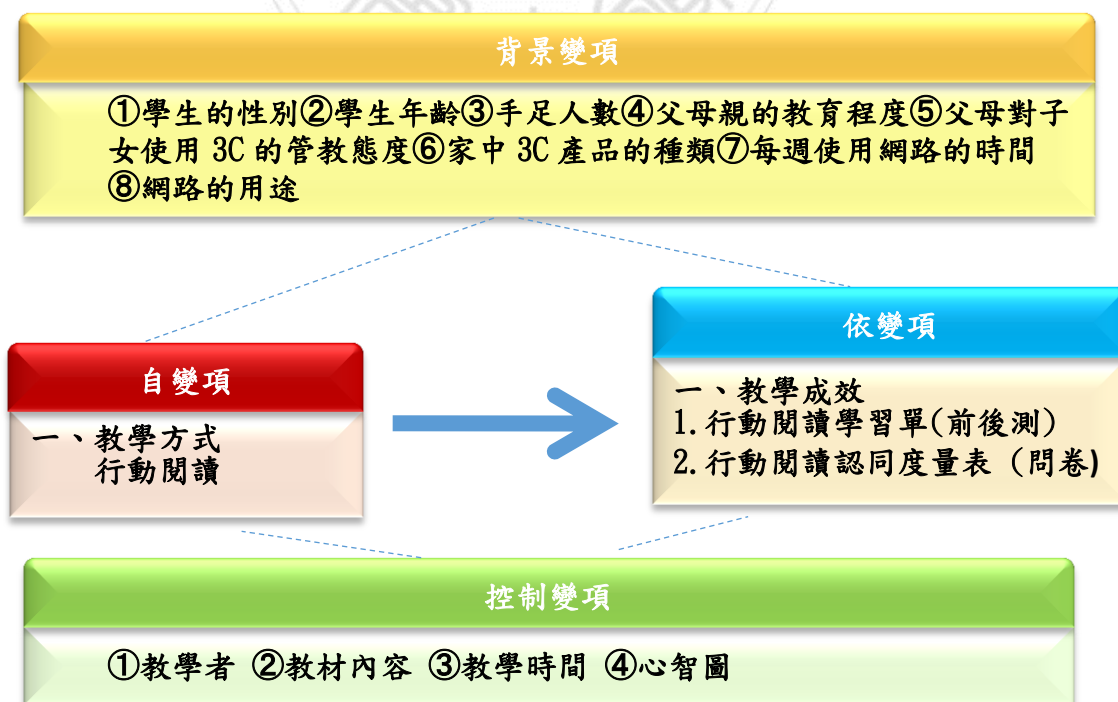 背景變項
①學生的性別②學生年齡③手足人數④父母親的教育程度⑤父母對子
女使用 3C 的管教態度⑥家中 3C 產品的種類⑦每週使用網路的時間
⑧網路的用途
自變項
一、教學方式
行動閱讀
依變項
一、教學成效
1.行動閱讀學習單(前後測)
2.行動閱讀認同度量表 (問卷)
控制變項
①教學者 ②教材內容 ③教學時間 ④心智圖